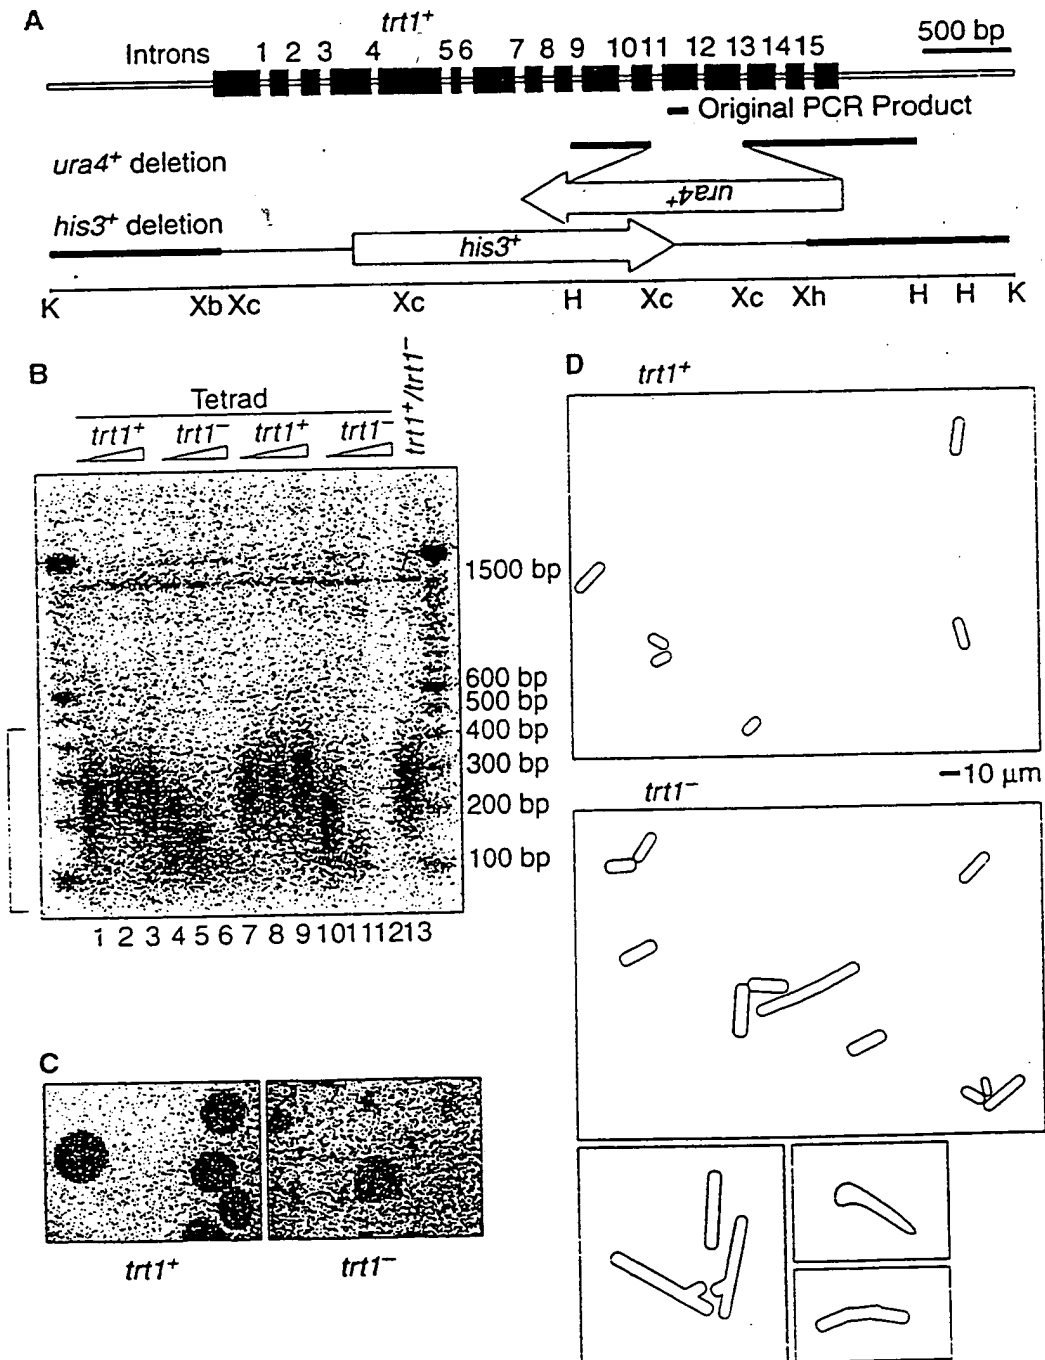 A
trt1+
500 bp
Introns 1 2 3 4 5 6 7 8 9 10 11 12 13 14 15
Original PCR Product
ura4+ deletion
ura4+
his3+ deletion
his3+
K Xb Xc Xc H Xc Xc Xh H H K
B
Tetrad
trt1+ trt1− trt1+ trt1−
trt1+/trt1−
1500 bp
600 bp
500 bp
400 bp
300 bp
200 bp
100 bp
1 2 3 4 5 6 7 8 9 10 11 12 13
C
trt1+ trt1−
D
trt1+
10 μm
trt1−